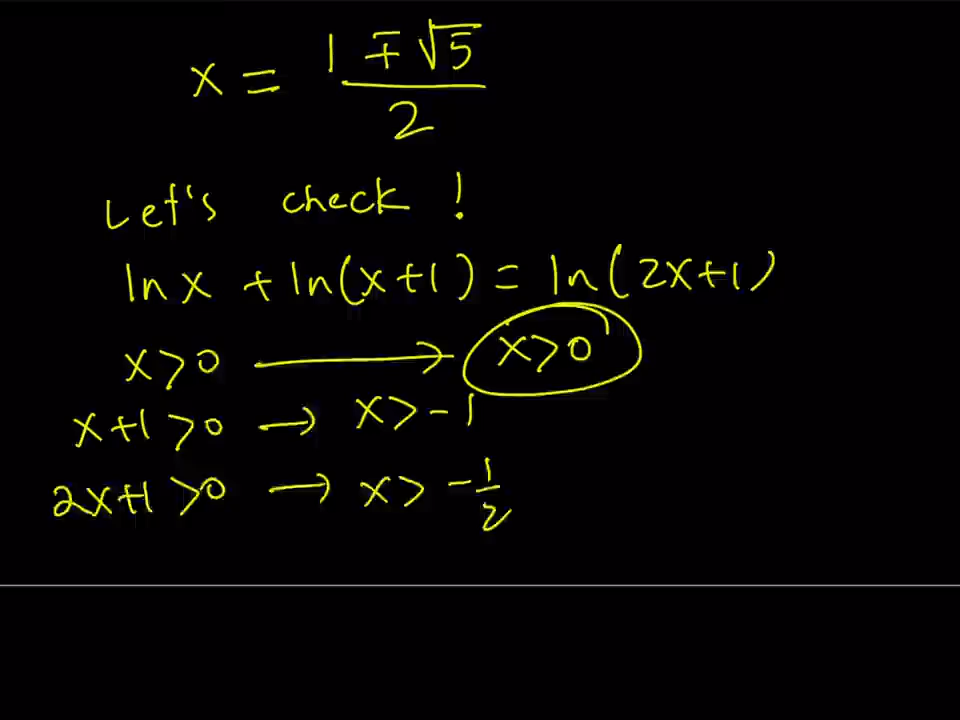 x = (1 ∓ √5)/2
Let's check !
ln x + ln(x+1) = ln(2x+1)
x>0 ⟶ x>0
x+1>0 → x>-1
2x+1>0 → x> -1/2